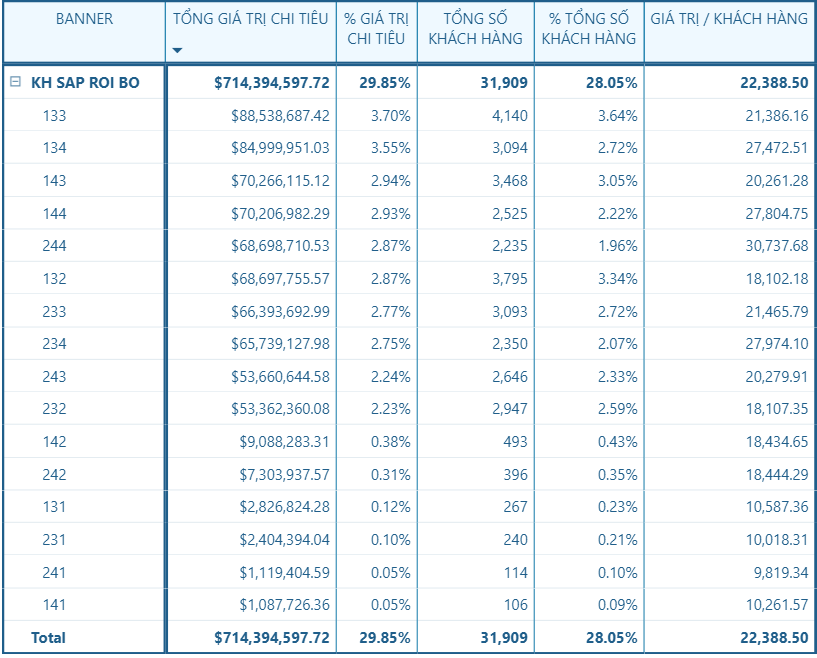 BANNER TỔNG GIÁ TRỊ CHI TIÊU % GIÁ TRỊ CHI TIÊU TỔNG SỐ KHÁCH HÀNG % TỔNG SỐ KHÁCH HÀNG GIÁ TRỊ / KHÁCH HÀNG
KH SAP ROI BO $714,394,597.72 29.85% 31,909 28.05% 22,388.50
133 $88,538,687.42 3.70% 4,140 3.64% 21,386.16
134 $84,999,951.03 3.55% 3,094 2.72% 27,472.51
143 $70,266,115.12 2.94% 3,468 3.05% 20,261.28
144 $70,206,982.29 2.93% 2,525 2.22% 27,804.75
244 $68,698,710.53 2.87% 2,235 1.96% 30,737.68
132 $68,697,755.57 2.87% 3,795 3.34% 18,102.18
233 $66,393,692.99 2.77% 3,093 2.72% 21,465.79
234 $65,739,127.98 2.75% 2,350 2.07% 27,974.10
243 $53,660,644.58 2.24% 2,646 2.33% 20,279.91
232 $53,362,360.08 2.23% 2,947 2.59% 18,107.35
142 $9,088,283.31 0.38% 493 0.43% 18,434.65
242 $7,303,937.57 0.31% 396 0.35% 18,444.29
131 $2,826,824.28 0.12% 267 0.23% 10,587.36
231 $2,404,394.04 0.10% 240 0.21% 10,018.31
241 $1,119,404.59 0.05% 114 0.10% 9,819.34
141 $1,087,726.36 0.05% 106 0.09% 10,261.57
Total $714,394,597.72 29.85% 31,909 28.05% 22,388.50